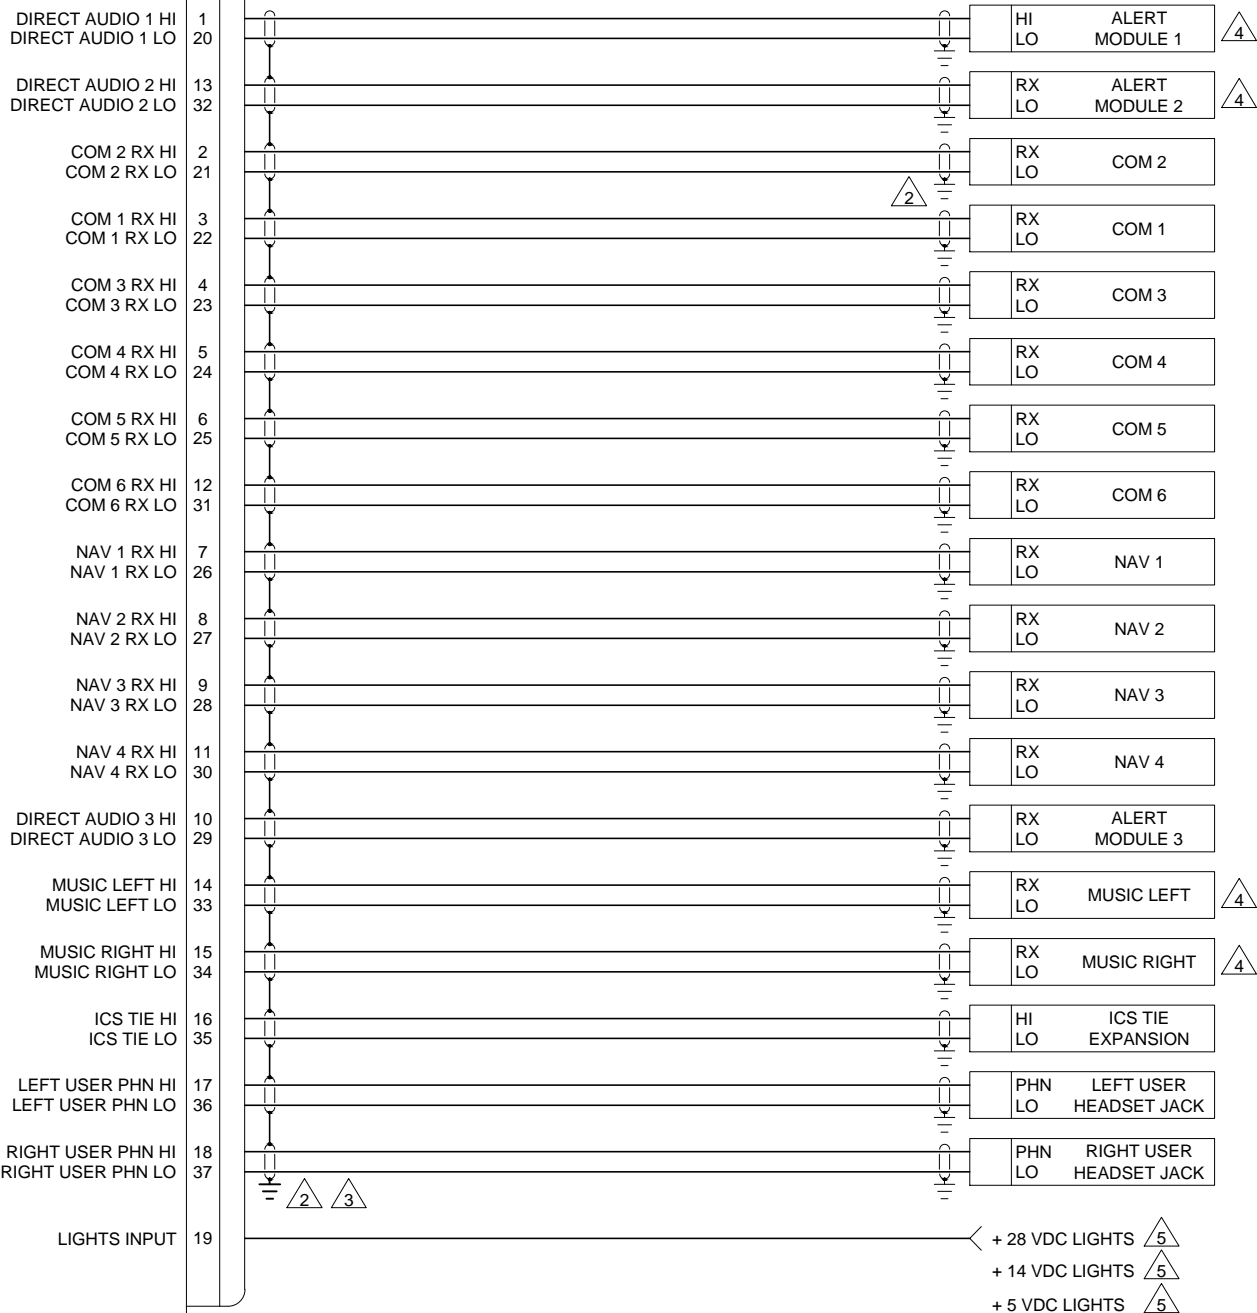 DIRECT AUDIO 1 HI 1 HI ALERT
DIRECT AUDIO 1 LO 20 LO MODULE 1 4
DIRECT AUDIO 2 HI 13 RX ALERT
DIRECT AUDIO 2 LO 32 LO MODULE 2 4
COM 2 RX HI 2 RX
COM 2 RX LO 21 LO COM 2
2
COM 1 RX HI 3 RX
COM 1 RX LO 22 LO COM 1
COM 3 RX HI 4 RX
COM 3 RX LO 23 LO COM 3
COM 4 RX HI 5 RX
COM 4 RX LO 24 LO COM 4
COM 5 RX HI 6 RX
COM 5 RX LO 25 LO COM 5
COM 6 RX HI 12 RX
COM 6 RX LO 31 LO COM 6
NAV 1 RX HI 7 RX
NAV 1 RX LO 26 LO NAV 1
NAV 2 RX HI 8 RX
NAV 2 RX LO 27 LO NAV 2
NAV 3 RX HI 9 RX
NAV 3 RX LO 28 LO NAV 3
NAV 4 RX HI 11 RX
NAV 4 RX LO 30 LO NAV 4
DIRECT AUDIO 3 HI 10 RX ALERT
DIRECT AUDIO 3 LO 29 LO MODULE 3
MUSIC LEFT HI 14 RX
MUSIC LEFT LO 33 LO MUSIC LEFT 4
MUSIC RIGHT HI 15 RX
MUSIC RIGHT LO 34 LO MUSIC RIGHT 4
ICS TIE HI 16 HI ICS TIE
ICS TIE LO 35 LO EXPANSION
LEFT USER PHN HI 17 PHN LEFT USER
LEFT USER PHN LO 36 LO HEADSET JACK
RIGHT USER PHN HI 18 PHN RIGHT USER
RIGHT USER PHN LO 37 LO HEADSET JACK
2 3
LIGHTS INPUT 19 + 28 VDC LIGHTS 5
+ 14 VDC LIGHTS 5
+ 5 VDC LIGHTS 5